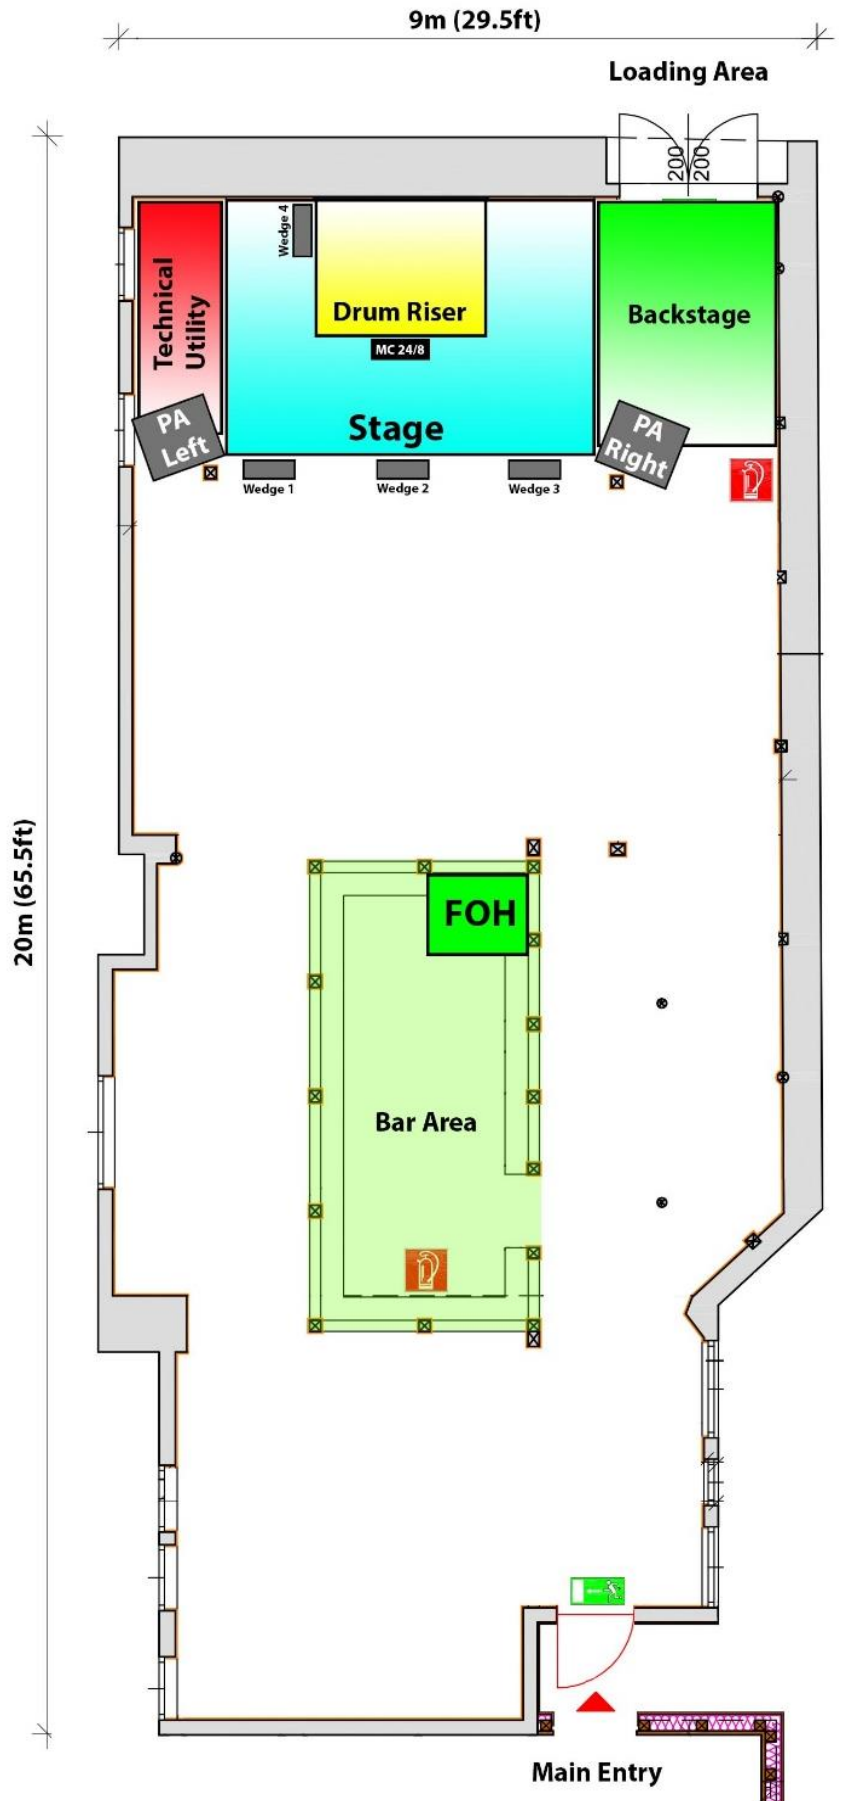 9m (29.5ft)
Loading Area
200
200
Wedge 4
Technical
Utility
Drum Riser
Backstage
MC 24/8
Stage
PA
Left
PA
Right
Wedge 1
Wedge 2
Wedge 3
20m (65.5ft)
FOH
Bar Area
Main Entry